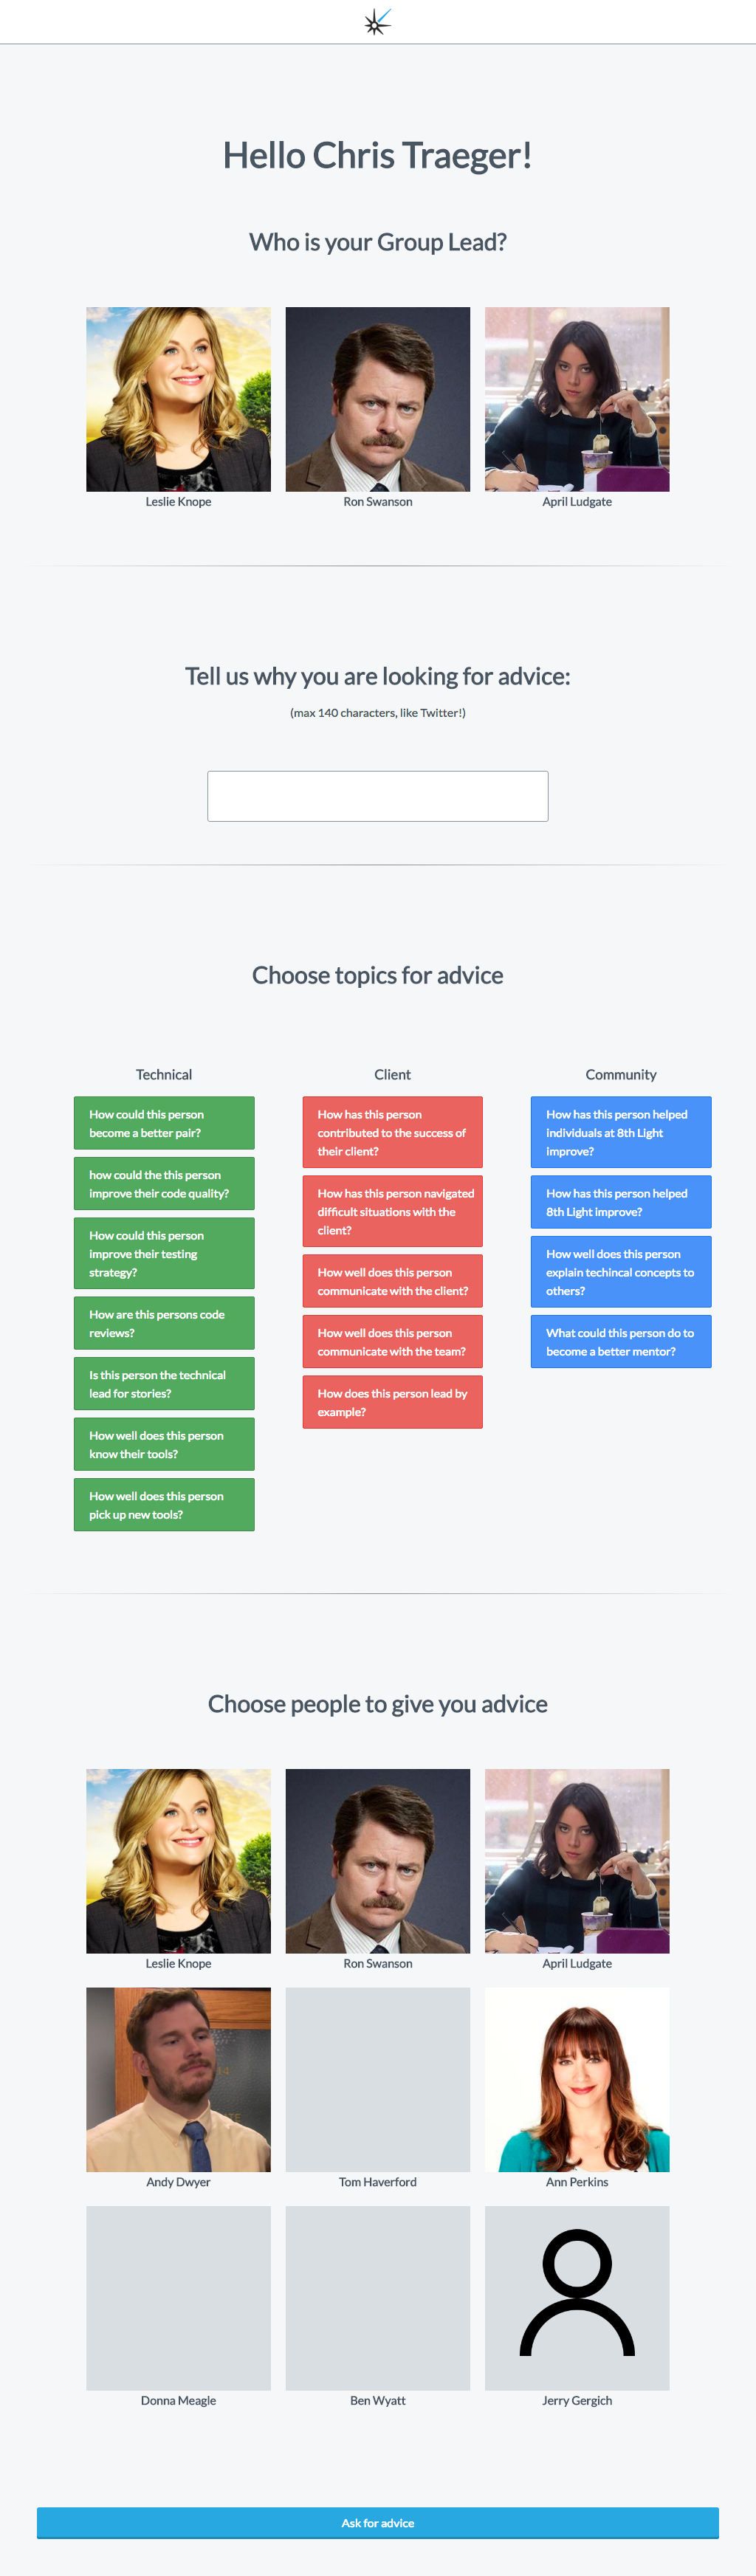 Hello Chris Traeger!
Who is your Group Lead?
Leslie Knope
Ron Swanson
April Ludgate
Tell us why you are looking for advice:
(max 140 characters, like Twitter!)
Choose topics for advice
Technical
How could this person
become a better pair?
how could the this person
improve their code quality?
How could this person
improve their testing
strategy?
How are this persons code
reviews?
Is this person the technical
lead for stories?
How well does this person
know their tools?
How well does this person
pick up new tools?
Client
How has this person
contributed to the success of
their client?
How has this person navigated
difficult situations with the
client?
How well does this person
communicate with the client?
How well does this person
communicate with the team?
How does this person lead by
example?
Community
How has this person helped
individuals at 8th Light
improve?
How has this person helped
8th Light improve?
How well does this person
explain techincal concepts to
others?
What could this person do to
become a better mentor?
Choose people to give you advice
Leslie Knope
Ron Swanson
April Ludgate
Andy Dwyer
Tom Haverford
Ann Perkins
Donna Meagle
Ben Wyatt
Jerry Gergich
Ask for advice